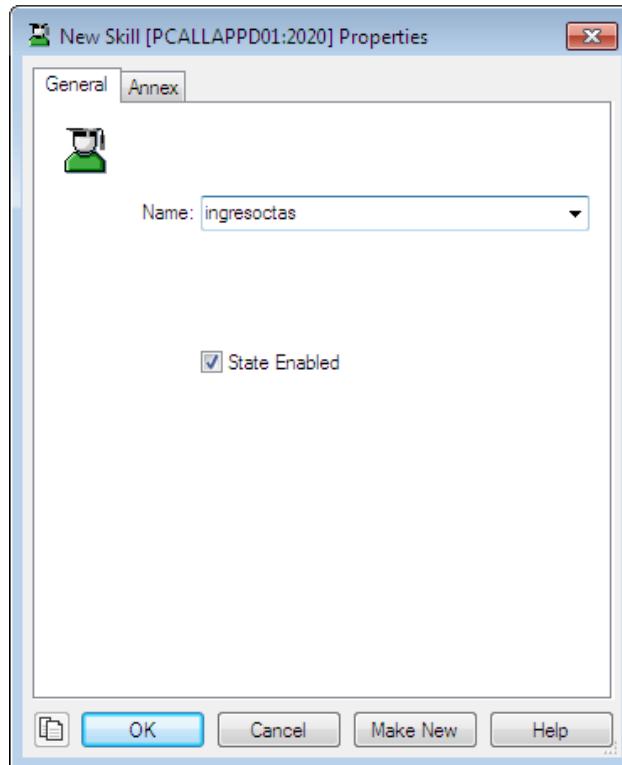 New Skill [PCALLAPPD01:2020] Properties
General Annex
Name: ingresoctas
State Enabled
OK Cancel Make New Help